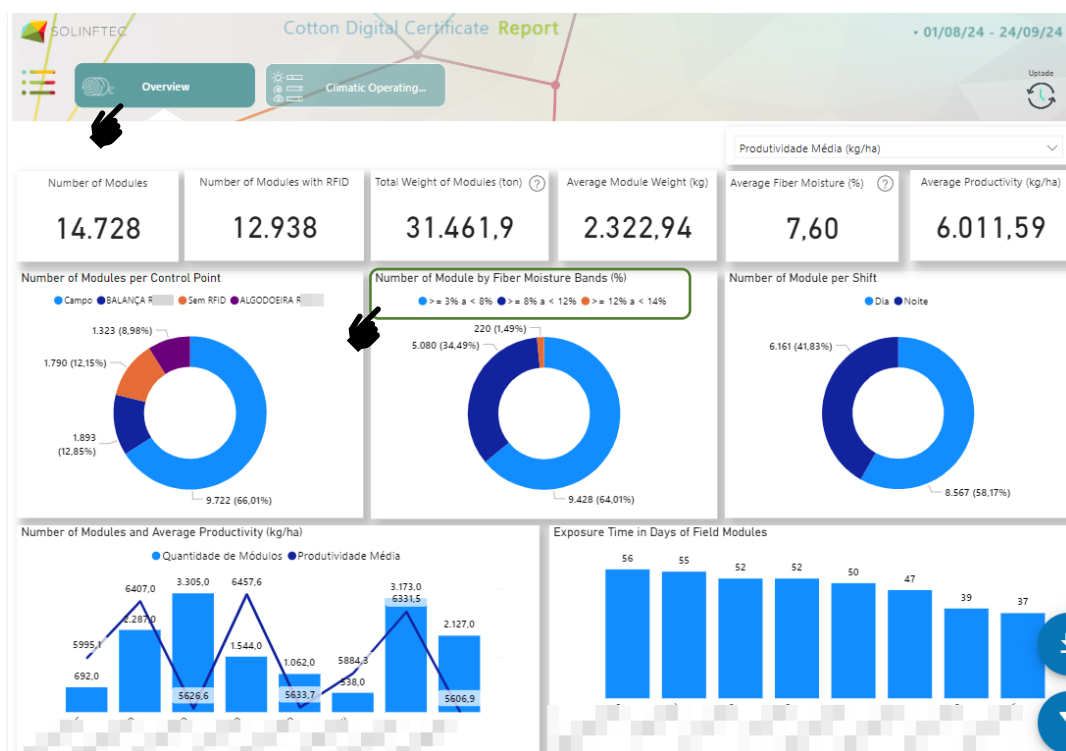 SOLINFTEC
Cotton Digital Certificate Report
• 01/08/24 - 24/09/24
Overview
Climatic Operating...
Uptade
Produtividade Média (kg/ha)
Number of Modules
14.728
Number of Modules with RFID
12.938
Total Weight of Modules (ton) ?
31.461,9
Average Module Weight (kg)
2.322,94
Average Fiber Moisture (%) ?
7,60
Average Productivity (kg/ha)
6.011,59
Number of Modules per Control Point
Campo BALANÇA R Sem RFID ALGODOEIRA R
1.323 (8,98%)
1.790 (12,15%)
1.893
(12,85%)
9.722 (66,01%)
Number of Module by Fiber Moisture Bands (%)
>= 3% a < 8% >= 8% a < 12% >= 12% a < 14%
220 (1,49%)
5.080 (34,49%)
9.428 (64,01%)
Number of Module per Shift
Dia Noite
6.161 (41,83%)
8.567 (58,17%)
Number of Modules and Average Productivity (kg/ha)
Quantidade de Módulos Produtividade Média
692,0
2.287,0
3.305,0
1.544,0
1.062,0
538,0
3.173,0
2.127,0
5995,1
6407,0
5626,6
6457,6
5633,7
5884,3
6331,5
5606,9
Exposure Time in Days of Field Modules
56 55 52 52 50 47 39 37